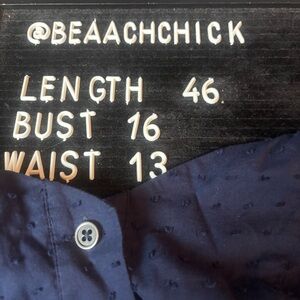 @BEAACHCHICK
LENGTH 46
BUST 16
WAIST 13